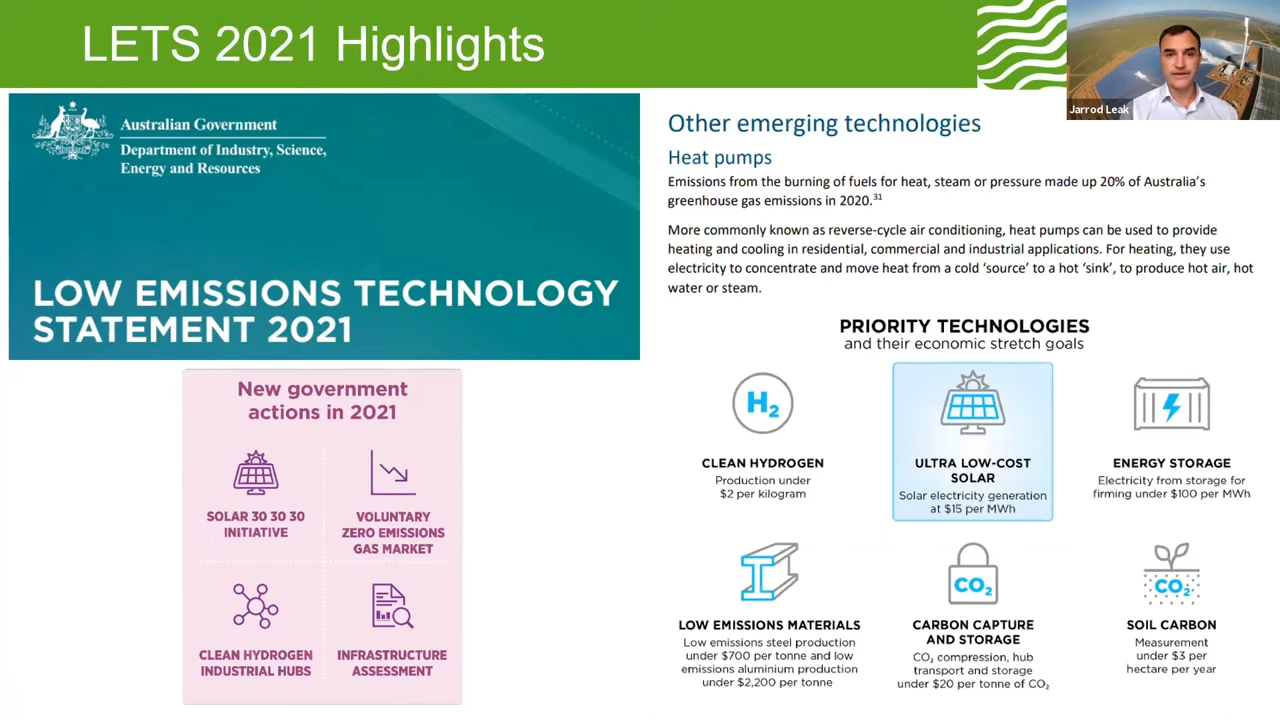 LETS 2021 Highlights
Jarrod Leak
Australian Government
Department of Industry, Science,
Energy and Resources
LOW EMISSIONS TECHNOLOGY
STATEMENT 2021
New government
actions in 2021
SOLAR 30 30 30
INITIATIVE
VOLUNTARY
ZERO EMISSIONS
GAS MARKET
CLEAN HYDROGEN
INDUSTRIAL HUBS
INFRASTRUCTURE
ASSESSMENT
Other emerging technologies
Heat pumps
Emissions from the burning of fuels for heat, steam or pressure made up 20% of Australia’s
greenhouse gas emissions in 2020.³¹
More commonly known as reverse-cycle air conditioning, heat pumps can be used to provide
heating and cooling in residential, commercial and industrial applications. For heating, they use
electricity to concentrate and move heat from a cold ‘source’ to a hot ‘sink’, to produce hot air, hot
water or steam.
PRIORITY TECHNOLOGIES
and their economic stretch goals
H₂
CLEAN HYDROGEN
Production under
$2 per kilogram
ULTRA LOW-COST
SOLAR
Solar electricity generation
at $15 per MWh
ENERGY STORAGE
Electricity from storage for
firming under $100 per MWh
LOW EMISSIONS MATERIALS
Low emissions steel production
under $700 per tonne and low
emissions aluminium production
under $2,200 per tonne
CO₂
CARBON CAPTURE
AND STORAGE
CO₂ compression, hub
transport and storage
under $20 per tonne of CO₂
CO₂
SOIL CARBON
Measurement
under $3 per
hectare per year